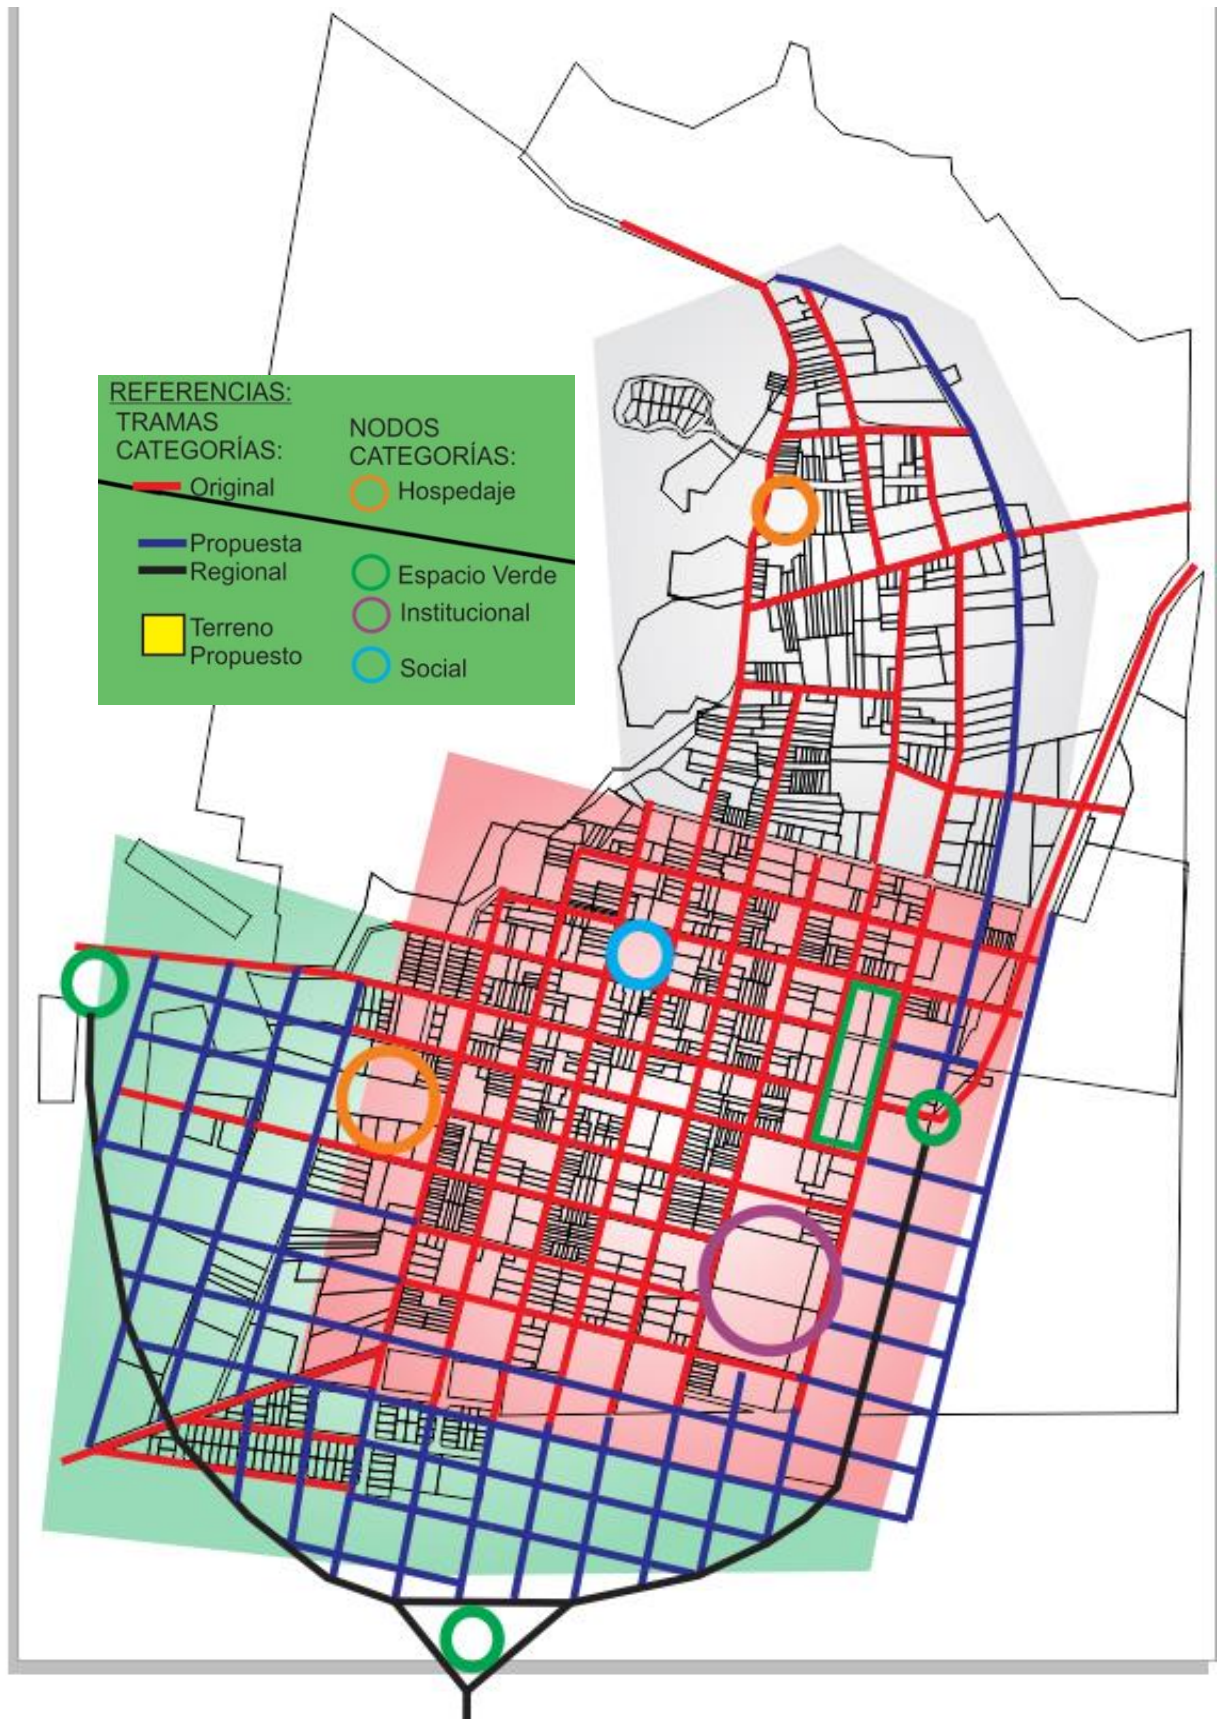 REFERENCIAS:
TRAMAS
CATEGORÍAS:
Original
Propuesta
Regional
Terreno
Propuesto
NODOS
CATEGORÍAS:
Hospedaje
Espacio Verde
Institucional
Social